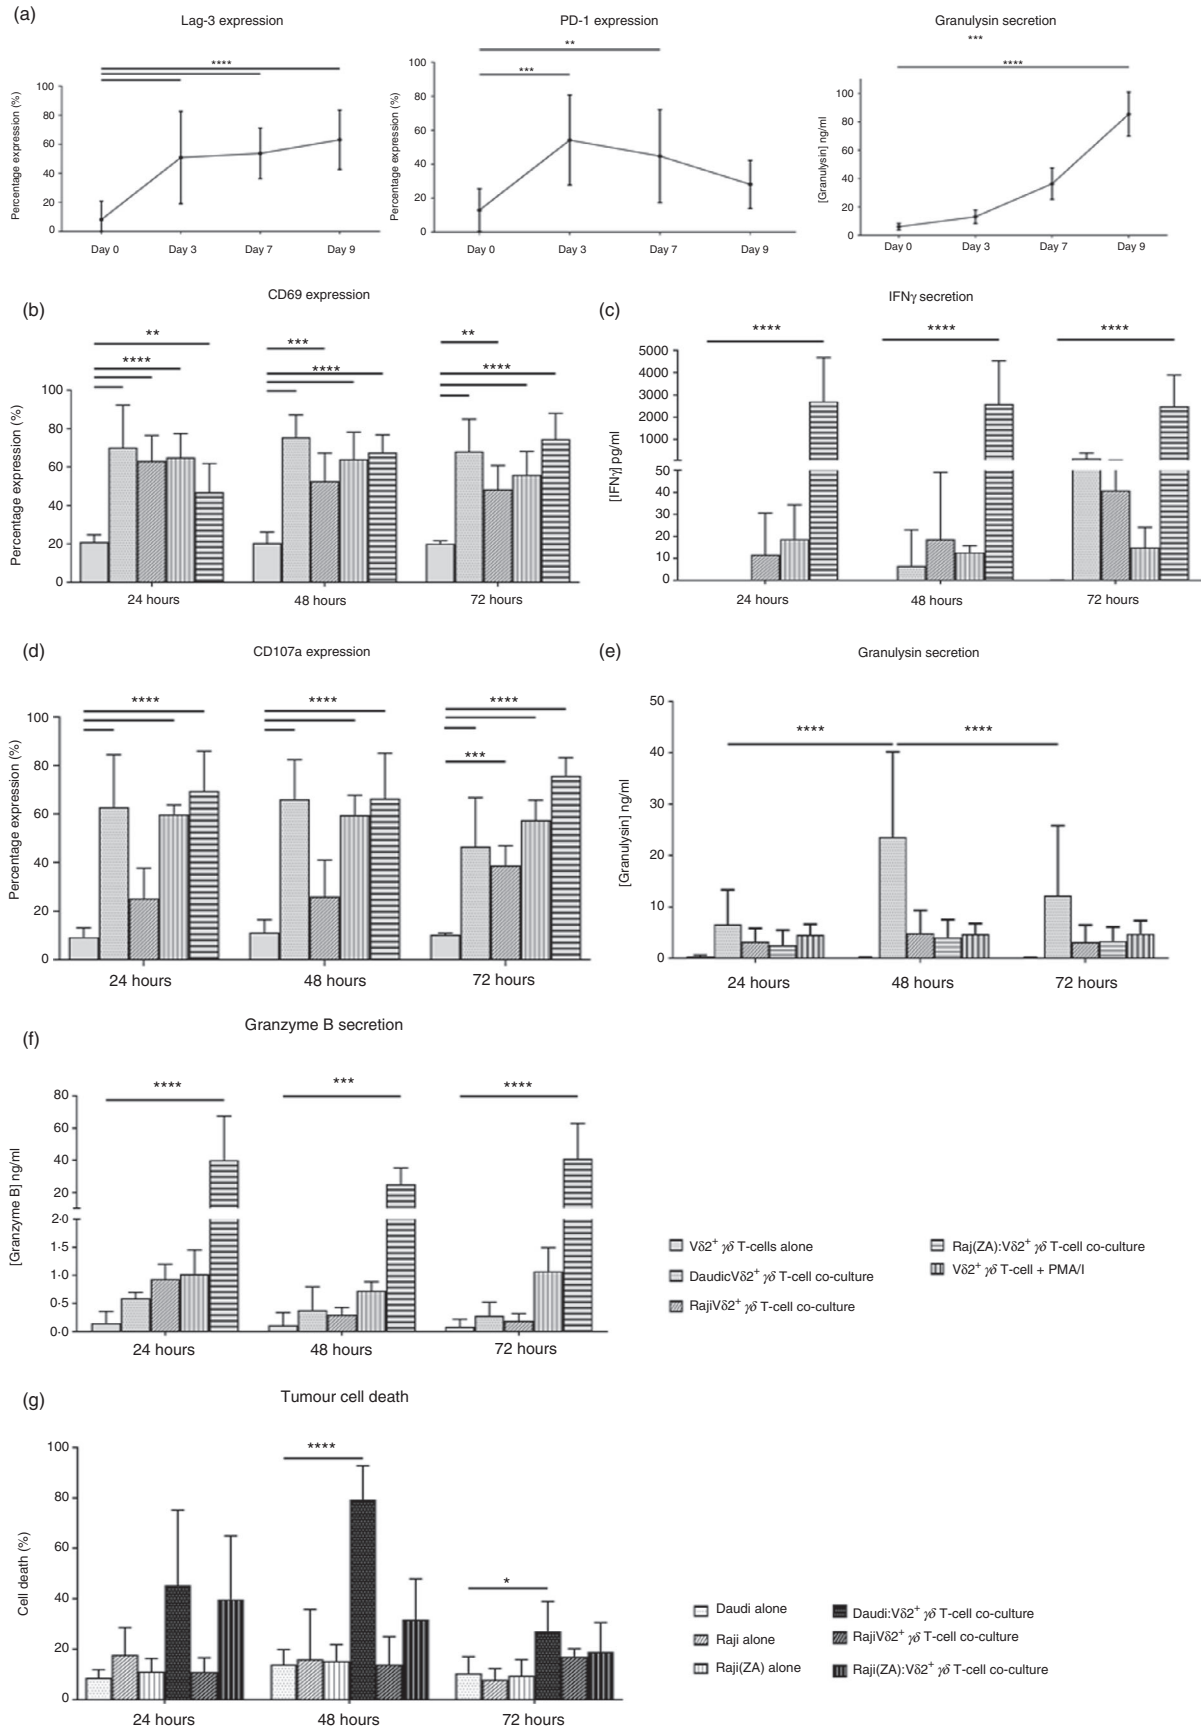 (a)
Lag-3 expression
PD-1 expression
Granulysin secretion
****
**
***
***
****
Percentage expression (%)
100
80
60
40
20
0
Day 0 Day 3 Day 7 Day 9
Percentage expression (%)
100
80
60
40
20
0
Day 0 Day 3 Day 7 Day 9
[Granulysin] ng/ml
100
80
60
40
20
0
Day 0 Day 3 Day 7 Day 9
(b)
CD69 expression
**
****
***
****
**
****
Percentage expression (%)
100
80
60
40
20
0
24 hours 48 hours 72 hours
(c)
IFNγ secretion
****
****
****
[IFNγ] pg/ml
5000
4000
3000
2000
1000
50
40
30
20
10
0
24 hours 48 hours 72 hours
(d)
CD107a expression
****
****
****
***
Percentage expression (%)
100
80
60
40
20
0
24 hours 48 hours 72 hours
(e)
Granulysin secretion
****
****
[Granulysin] ng/ml
50
40
30
20
10
0
24 hours 48 hours 72 hours
(f)
Granzyme B secretion
****
***
****
[Granzyme B] ng/ml
80
60
40
20
2·0
1·5
1·0
0·5
0·0
24 hours 48 hours 72 hours
Vδ2+ γδ T-cells alone
DaudicVδ2+ γδ T-cell co-culture
RajiVδ2+ γδ T-cell co-culture
Raj(ZA):Vδ2+ γδ T-cell co-culture
Vδ2+ γδ T-cell + PMA/I
(g)
Tumour cell death
****
*
Cell death (%)
100
80
60
40
20
0
24 hours 48 hours 72 hours
Daudi alone
Raji alone
Raji(ZA) alone
Daudi:Vδ2+ γδ T-cell co-culture
RajiVδ2+ γδ T-cell co-culture
Raji(ZA):Vδ2+ γδ T-cell co-culture